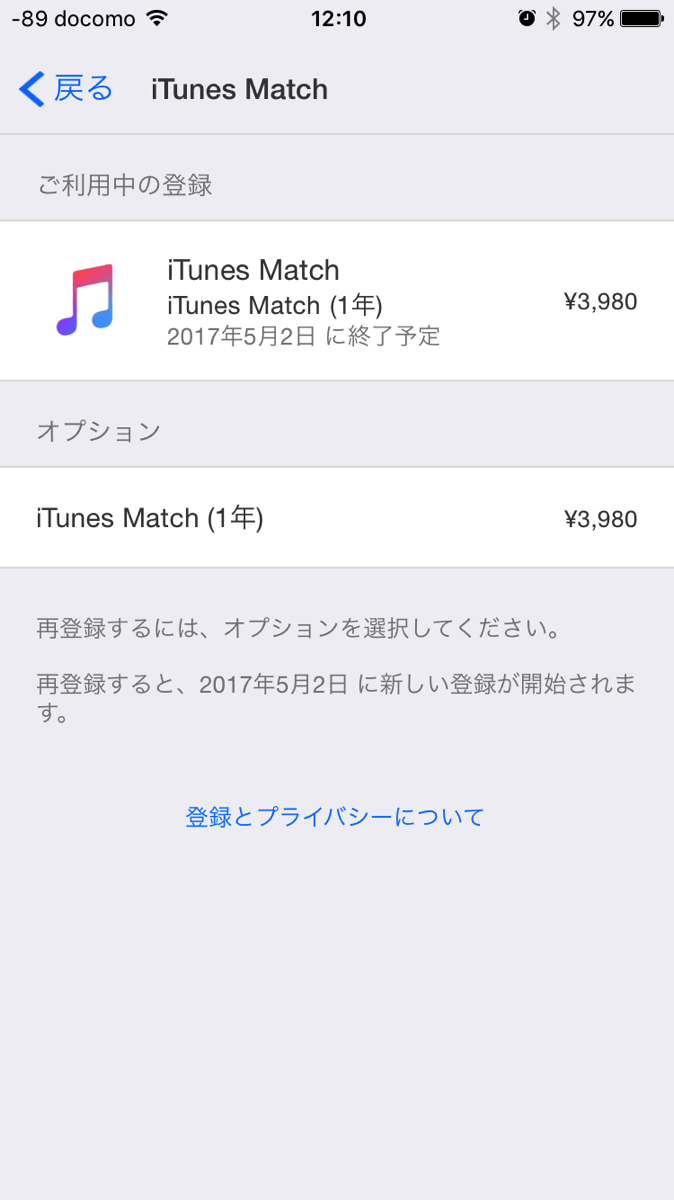 -89 docomo 12:10 97%
戻る iTunes Match
ご利用中の登録
iTunes Match
iTunes Match (1年) ¥3,980
2017年5月2日 に終了予定
オプション
iTunes Match (1年) ¥3,980
再登録するには、オプションを選択してください。
再登録すると、2017年5月2日 に新しい登録が開始されま
す。
登録とプライバシーについて